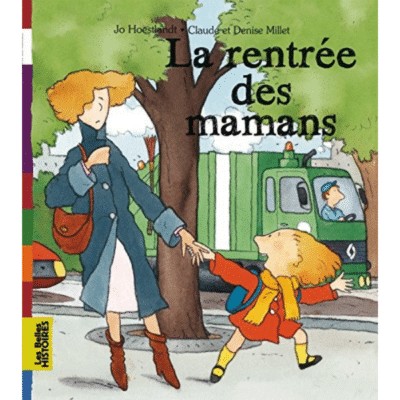 Jo Hoestlandt • Claude et Denise Millet
La rentrée
des
mamans
Les Belles
HISTOIRES